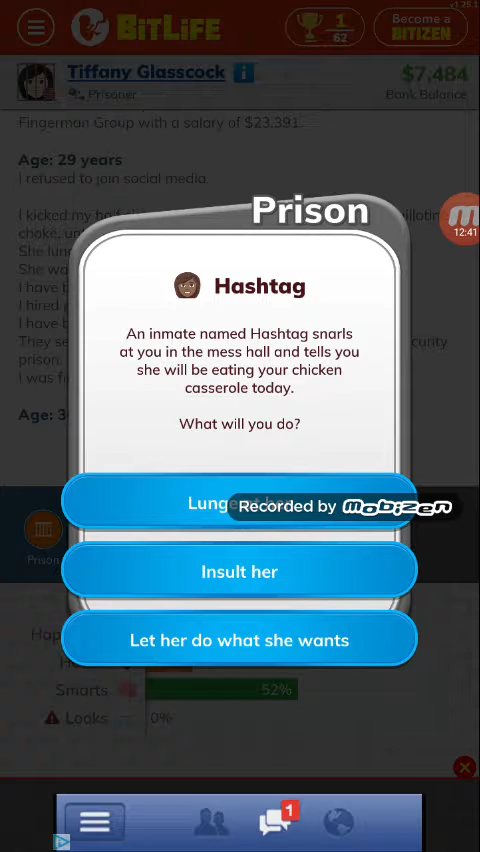 v1.25.1
BITLIFE
1
62
Become a
BITIZEN
Tiffany Glasscock i
$7,484
Prisoner
Bank Balance
Fingerman Group with a salary of $23,391.
Age: 29 years
I refused to join social media.
I kicked my half
choke, un
She lun
She wa
I have b
I hired
I have b
They se
curity
prison.
I was fi
Age: 3
Prison
M
12:41
Hashtag
An inmate named Hashtag snarls
at you in the mess hall and tells you
she will be eating your chicken
casserole today.
What will you do?
Lunge
Recorded by Mobizen
Insult her
Let her do what she wants
Prison
Hap
Smarts
52%
Looks
0%
1